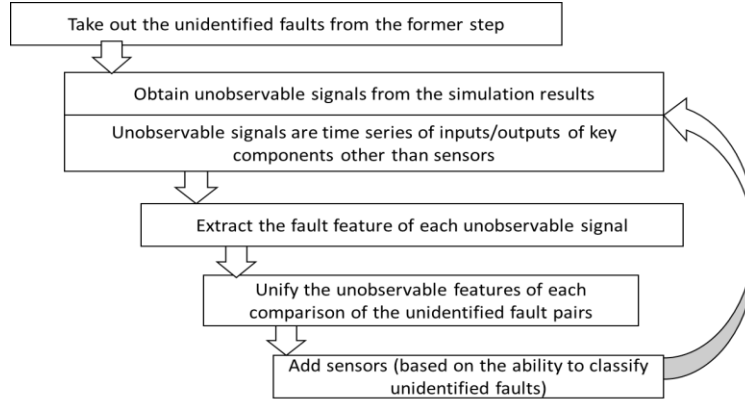 Take out the unidentified faults from the former step
Obtain unobservable signals from the simulation results
Unobservable signals are time series of inputs/outputs of key
components other than sensors
Extract the fault feature of each unobservable signal
Unify the unobservable features of each
comparison of the unidentified fault pairs
Add sensors (based on the ability to classify
unidentified faults)